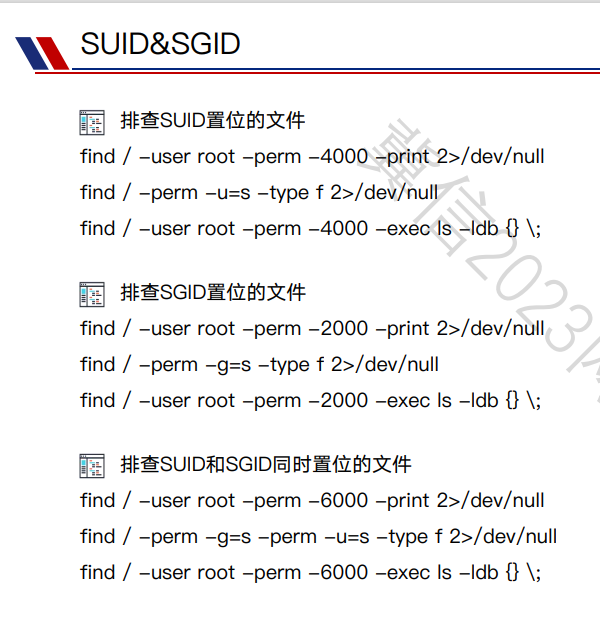 SUID&SGID
排查SUID置位的文件
find / -user root -perm -4000 -print 2>/dev/null
find / -perm -u=s -type f 2>/dev/null
find / -user root -perm -4000 -exec ls -ldb {} \;
排查SGID置位的文件
find / -user root -perm -2000 -print 2>/dev/null
find / -perm -g=s -type f 2>/dev/null
find / -user root -perm -2000 -exec ls -ldb {} \;
排查SUID和SGID同时置位的文件
find / -user root -perm -6000 -print 2>/dev/null
find / -perm -g=s -perm -u=s -type f 2>/dev/null
find / -user root -perm -6000 -exec ls -ldb {} \;
冀信2023网